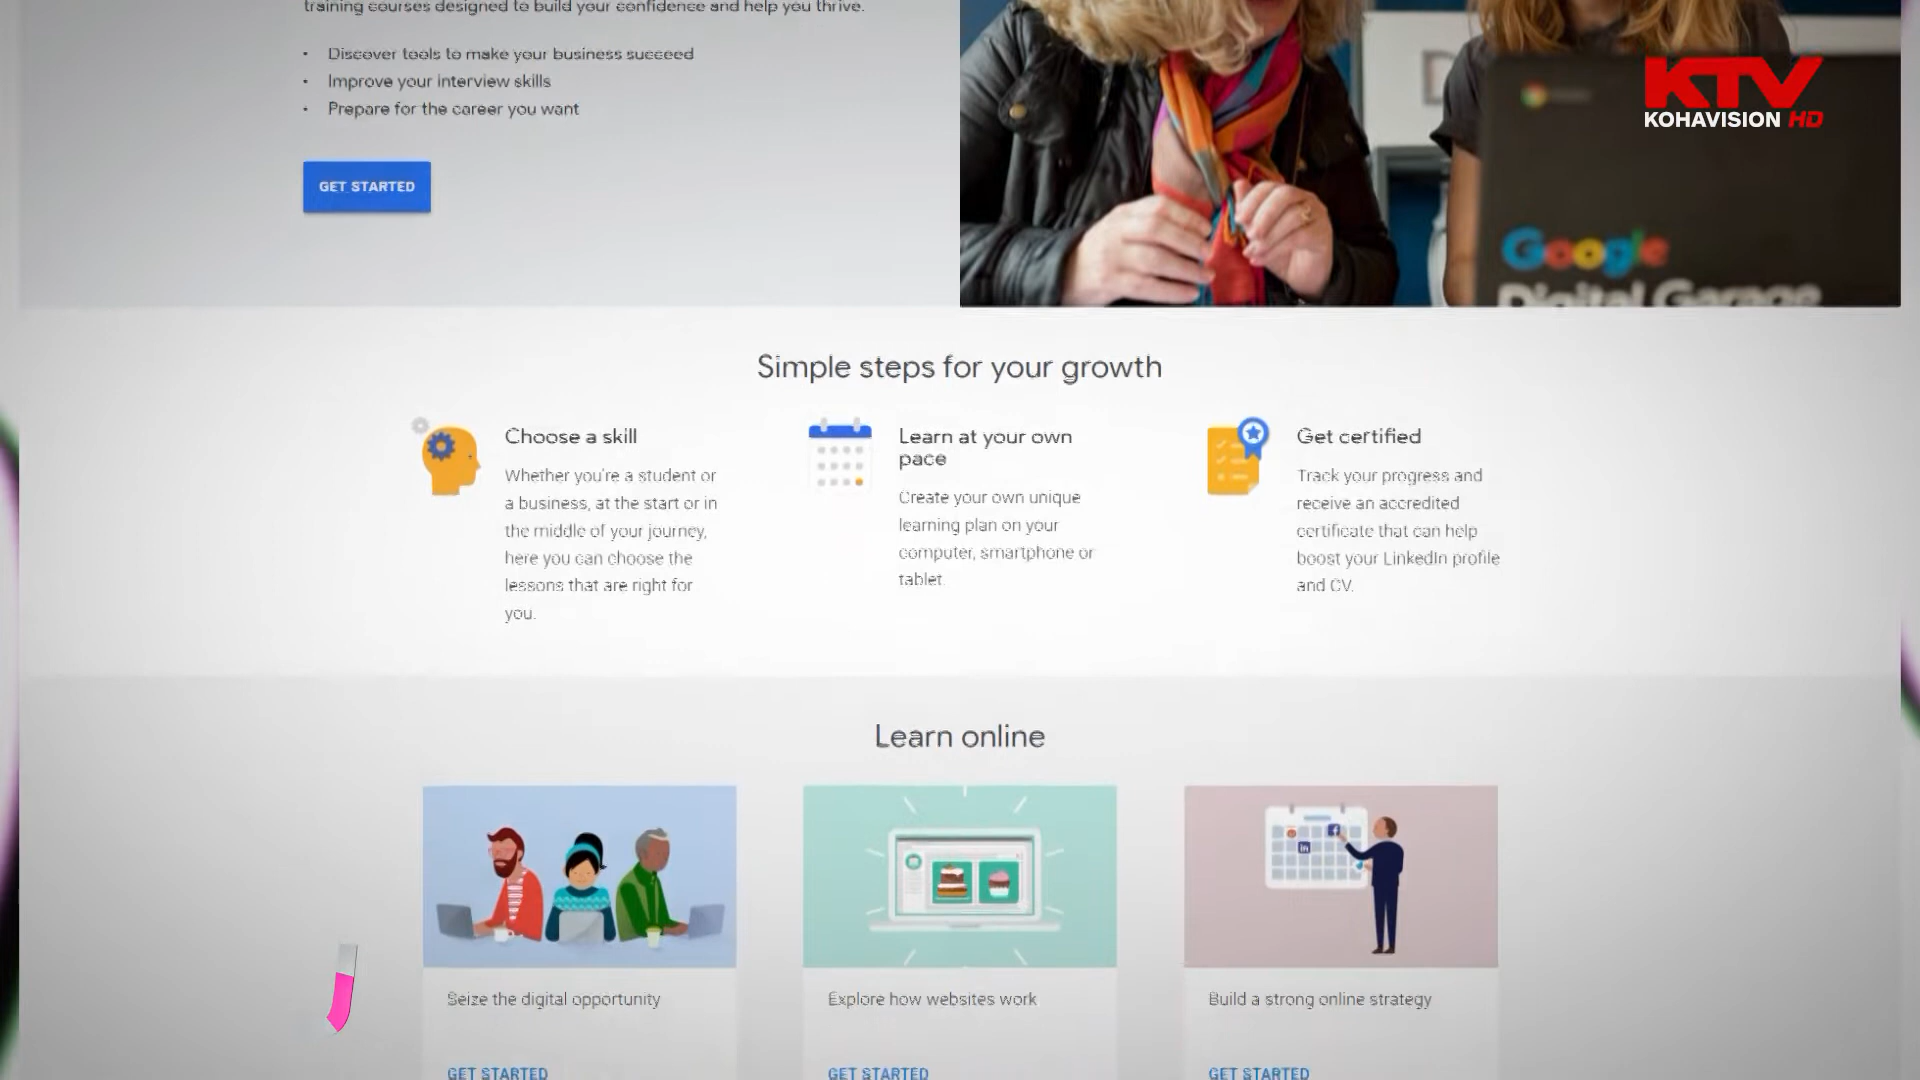 training courses designed to build your confidence and help you thrive.
• Discover tools to make your business succeed
• Improve your interview skills
• Prepare for the career you want
GET STARTED
KTV
KOHAVISION HD
Google
Digital Garage
Simple steps for your growth
Choose a skill
Whether you're a student or
a business, at the start or in
the middle of your journey,
here you can choose the
lessons that are right for
you.
Learn at your own
pace
Create your own unique
learning plan on your
computer, smartphone or
tablet.
Get certified
Track your progress and
receive an accredited
certificate that can help
boost your LinkedIn profile
and CV.
Learn online
in
Seize the digital opportunity
Explore how websites work
Build a strong online strategy
GET STARTED
GET STARTED
GET STARTED